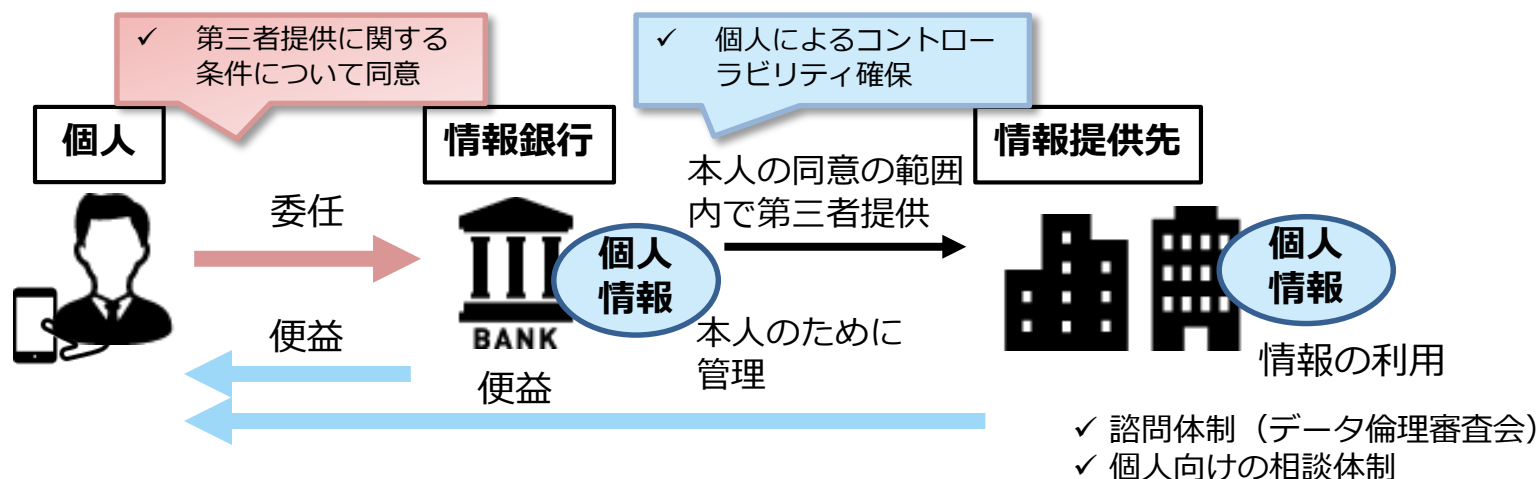 ✓ 第三者提供に関する
条件について同意
✓ 個人によるコントロー
ラビリティ確保
個人
情報銀行
情報提供先
委任
本人の同意の範囲
内で第三者提供
個人
情報
個人
情報
BANK
便益
本人のために
管理
便益
情報の利用
✓ 諮問体制（データ倫理審査会）
✓ 個人向けの相談体制